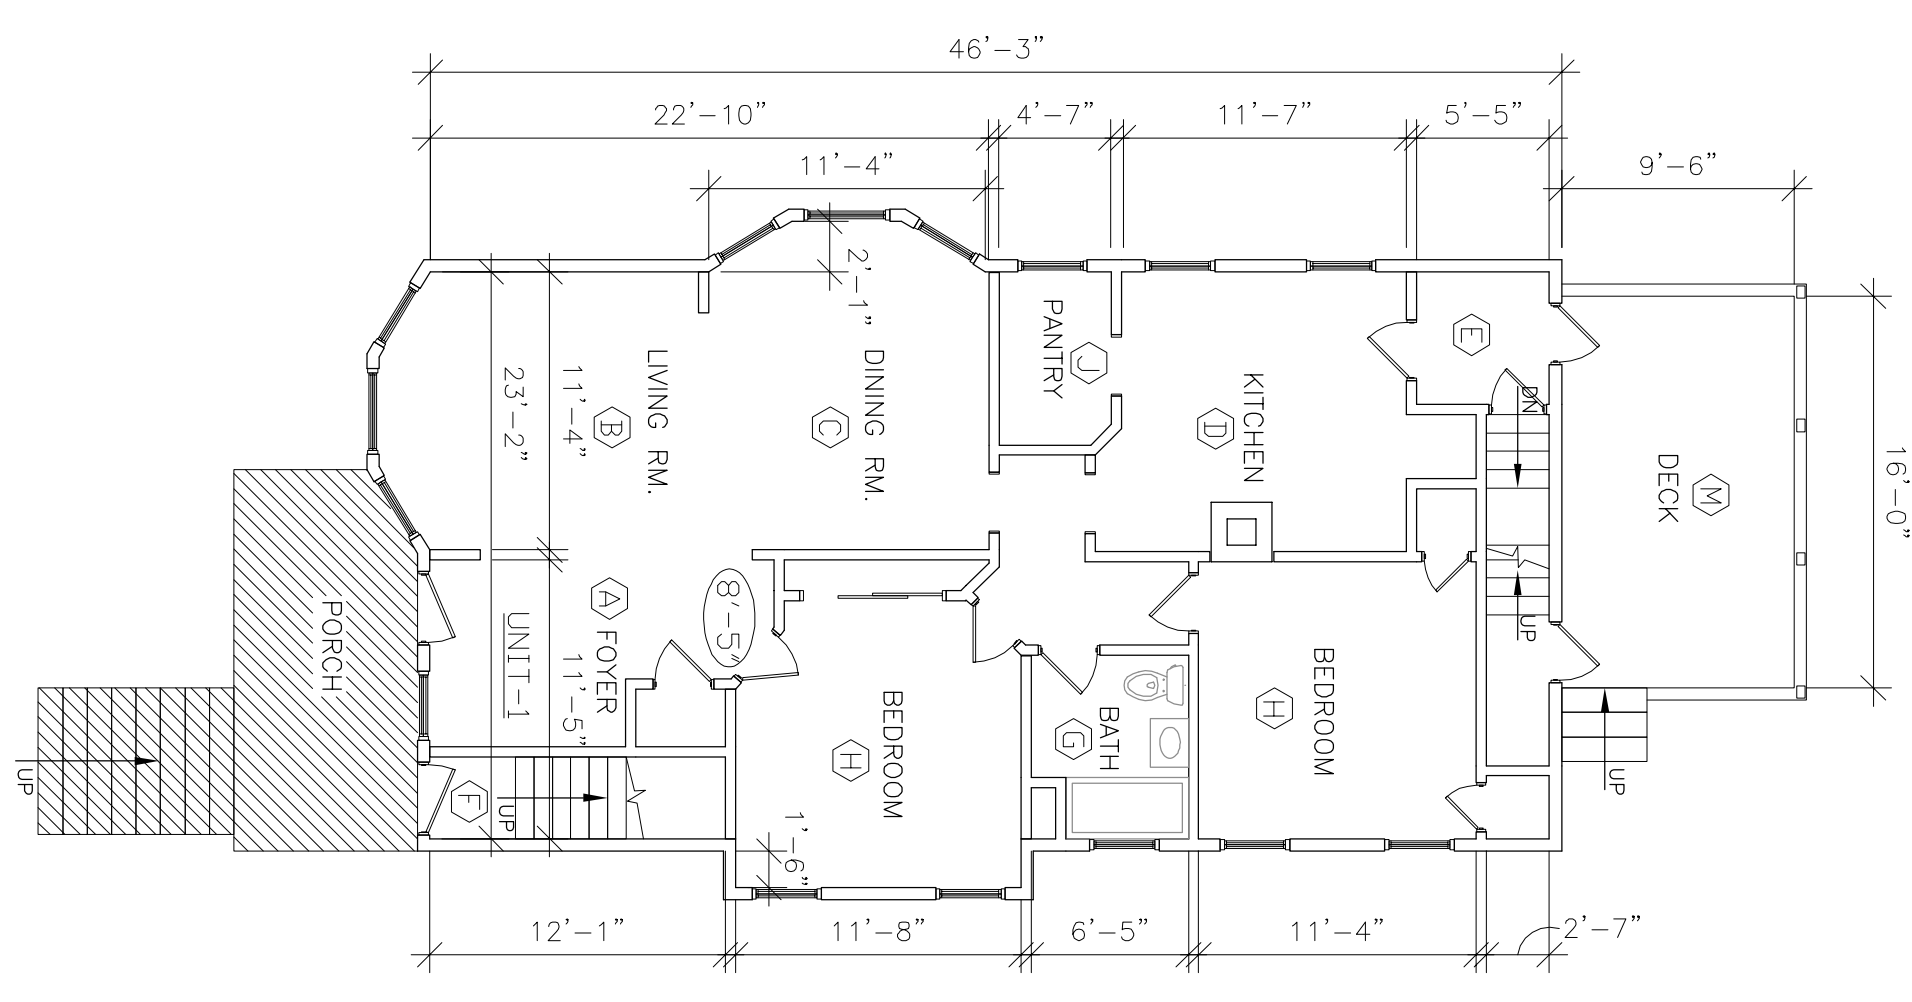 46'-3"
22'-10"
4'-7"
11'-7"
5'-5"
11'-4"
9'-6"
2'-1"
PANTRY
J
E
DN
KITCHEN
D
DINING RM.
C
LIVING RM.
B
11'-4"
23'-2"
DECK
M
16'-0"
A
FOYER
8'-5"
UNIT-1
11'-5"
PORCH
UP
BEDROOM
H
BATH
G
BEDROOM
H
UP
UP
F
UP
1'-6"
12'-1"
11'-8"
6'-5"
11'-4"
2'-7"